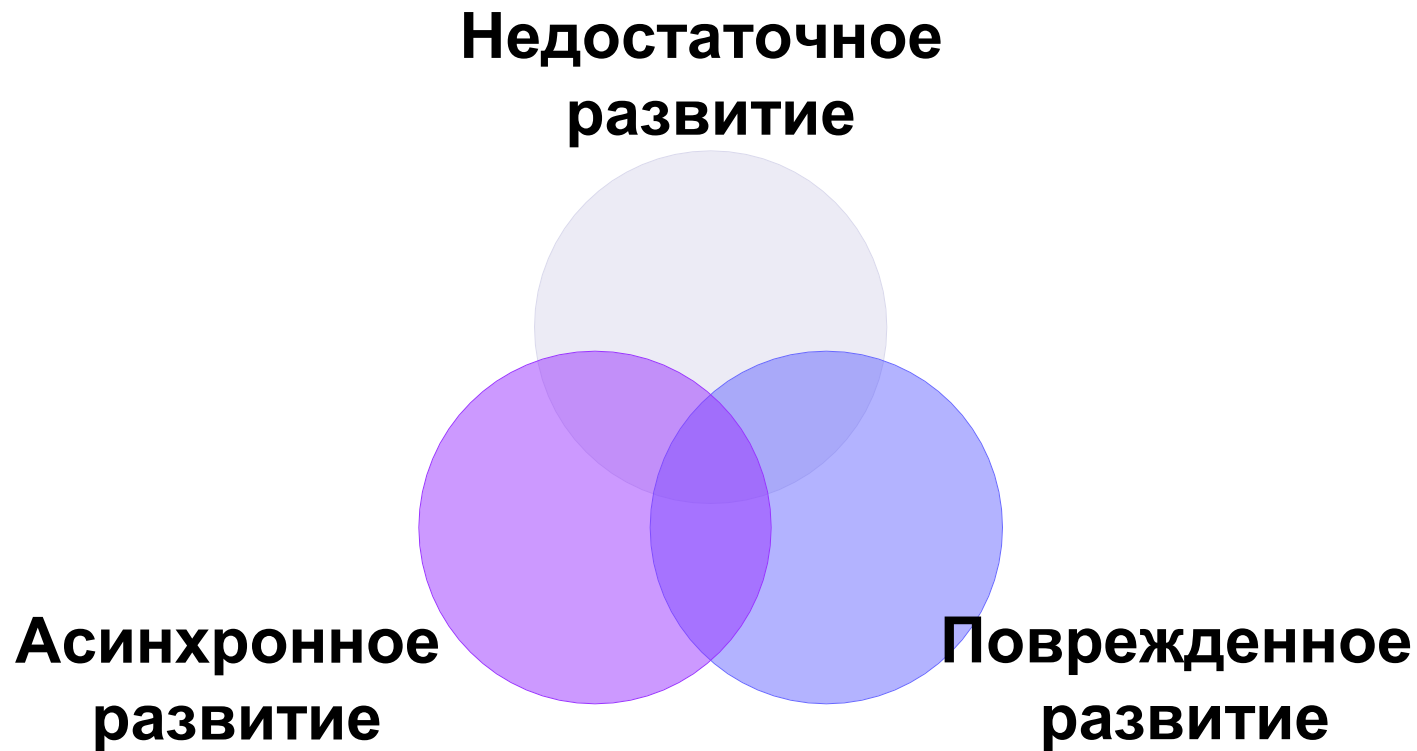 Недостаточное
развитие
Асинхронное
развитие
Поврежденное
развитие